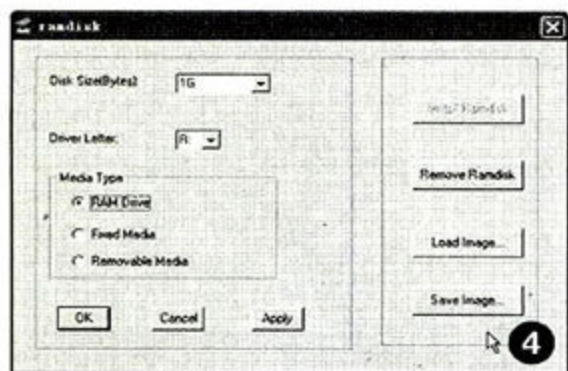 ramdisk
Disk Size(Bytes)
1G
Driver Letter:
R:
Media Type
RAM Drive
Fixed Media
Removable Media
OK
Cancel
Apply
Ramdisk
Remove Ramdisk
Load Image...
Save Image...
4